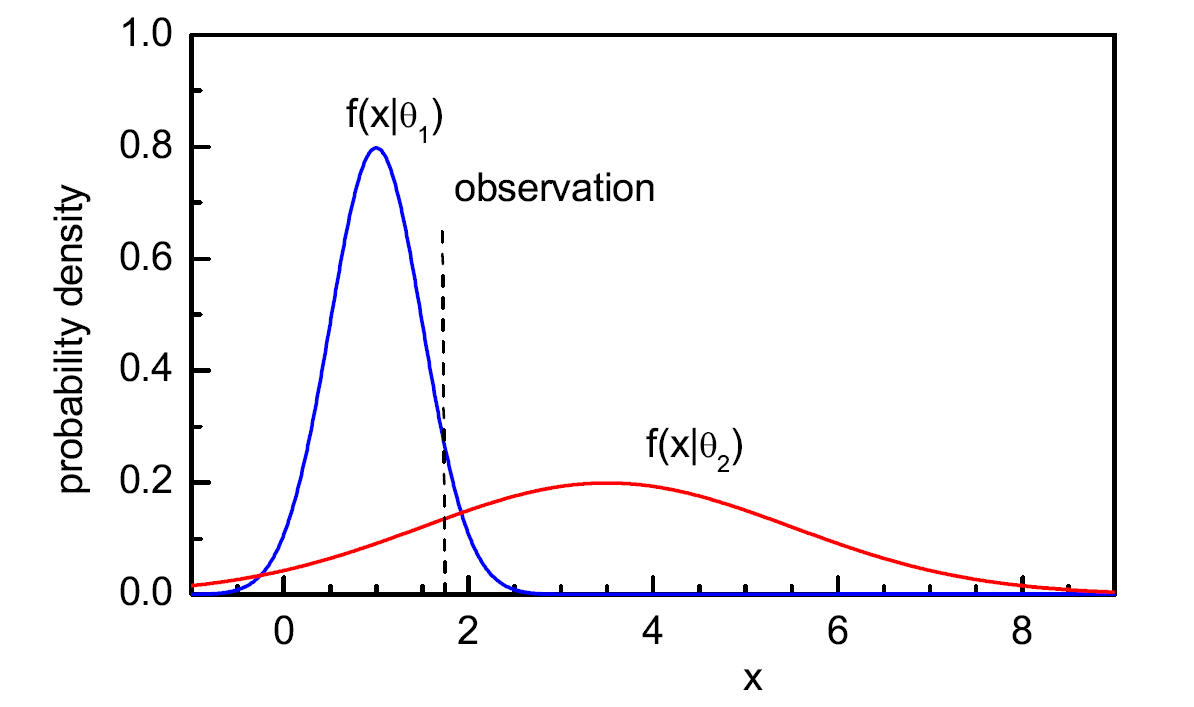 1.0
f(x|θ1)
0.8
observation
0.6
0.4
f(x|θ2)
0.2
0.0
0 2 4 6 8
x
probability density